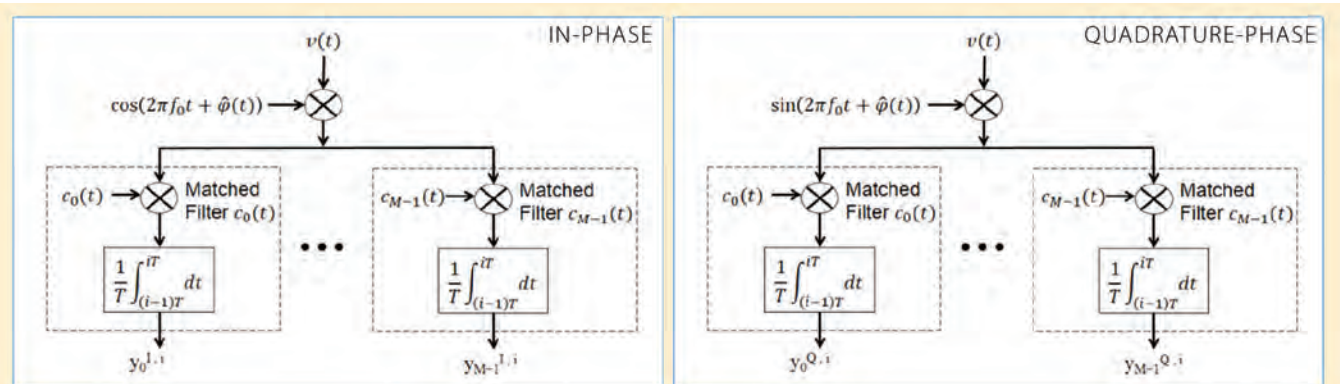 IN-PHASE
v(t)
cos(2πf₀t + φ̂(t))
c₀(t)
Matched
Filter c₀(t)
c_{M−1}(t)
Matched
Filter c_{M−1}(t)
•••
1/T ∫_{(i−1)T}^{iT} dt
1/T ∫_{(i−1)T}^{iT} dt
y₀^{I,i}
y_{M-1}^{I,i}
QUADRATURE-PHASE
v(t)
sin(2πf₀t + φ̂(t))
c₀(t)
Matched
Filter c₀(t)
c_{M−1}(t)
Matched
Filter c_{M−1}(t)
•••
1/T ∫_{(i−1)T}^{iT} dt
1/T ∫_{(i−1)T}^{iT} dt
y₀^{Q,i}
y_{M-1}^{Q,i}